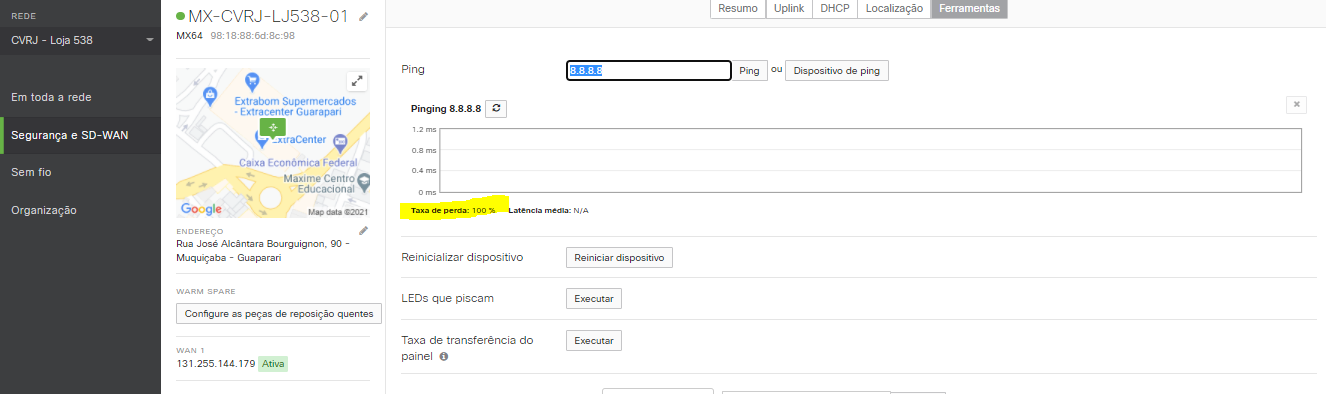 REDE
CVRJ - Loja 538
Em toda a rede
Segurança e SD-WAN
Sem fio
Organização
MX-CVRJ-LJ538-01
MX64 98:18:88:6d:8c:98
Extrabom Supermercados
- Extracenter Guarapari
ExtraCenter
Caixa Econômica Federal
Maxime Centro
Educacional
Google
Map data ©2021
ENDEREÇO
Rua José Alcântara Bourguignon, 90 -
Muquiçaba - Guaparari
WARM SPARE
Configure as peças de reposição quentes
WAN 1
131.255.144.179 Ativa
Resumo Uplink DHCP Localização Ferramentas
Ping 8.8.8.8 Ping ou Dispositivo de ping
Pinging 8.8.8.8
1.2 ms
0.8 ms
0.4 ms
0 ms
Taxa de perda: 100 % Latência média: N/A
Reinicializar dispositivo Reiniciar dispositivo
LEDs que piscam Executar
Taxa de transferência do Executar
painel